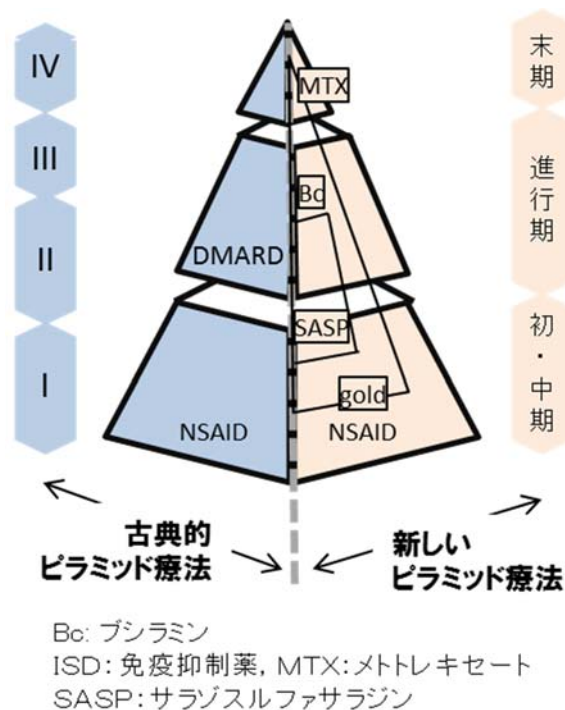 IV
III
II
I
MTX
Bc
DMARD
SASP
gold
NSAID
NSAID
末期
進行期
初・中期
古典的
ピラミッド療法
新しい
ピラミッド療法
Bc: ブシラミン
ISD：免疫抑制薬, MTX：メトトレキセート
SASP：サラゾスルファサラジン